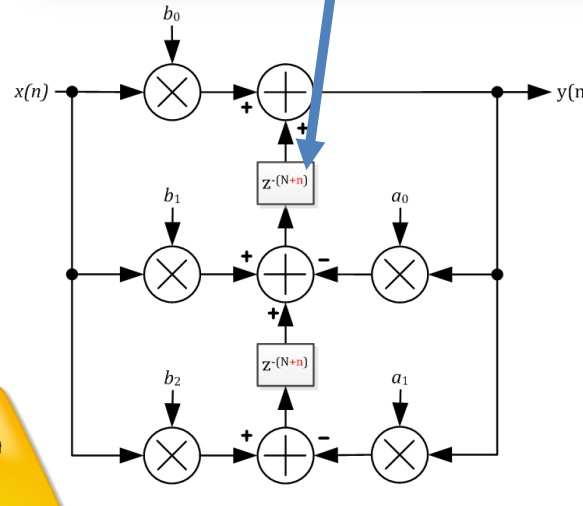 b₀
x(n)
y(n
+
+
z⁻⁽ᴺ⁺ⁿ⁾
b₁
a₀
+
-
+
z⁻⁽ᴺ⁺ⁿ⁾
b₂
a₁
+
-